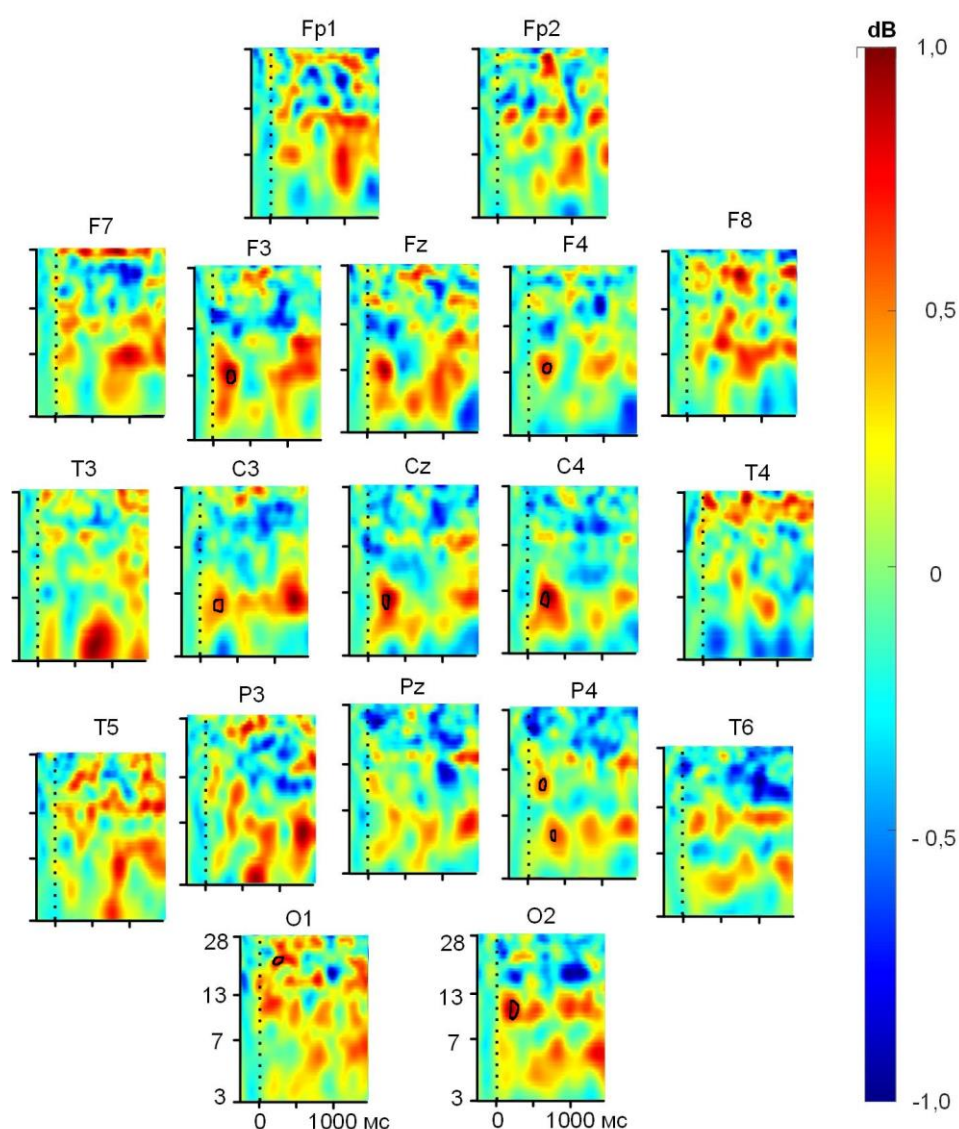 dB
Fp1 Fp2 1,0
F7 F3 Fz F4 F8
0,5
T3 C3 Cz C4 T4
0
T5 P3 Pz P4 T6
- 0,5
O1 O2
28 28
13 13
7 7
3 3
0 1000 мс 0 1000 мс
-1,0